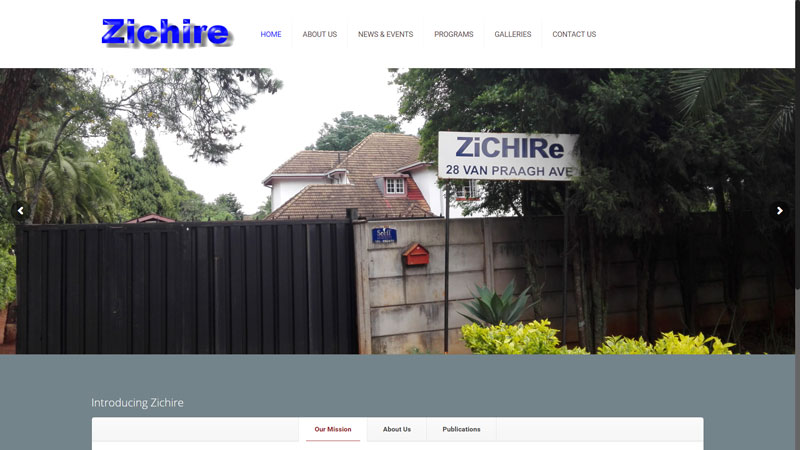 Zichire
HOME ABOUT US NEWS & EVENTS PROGRAMS GALLERIES CONTACT US
ZiCHIRe
28 VAN PRAAGH AVE
Introducing Zichire
Our Mission About Us Publications